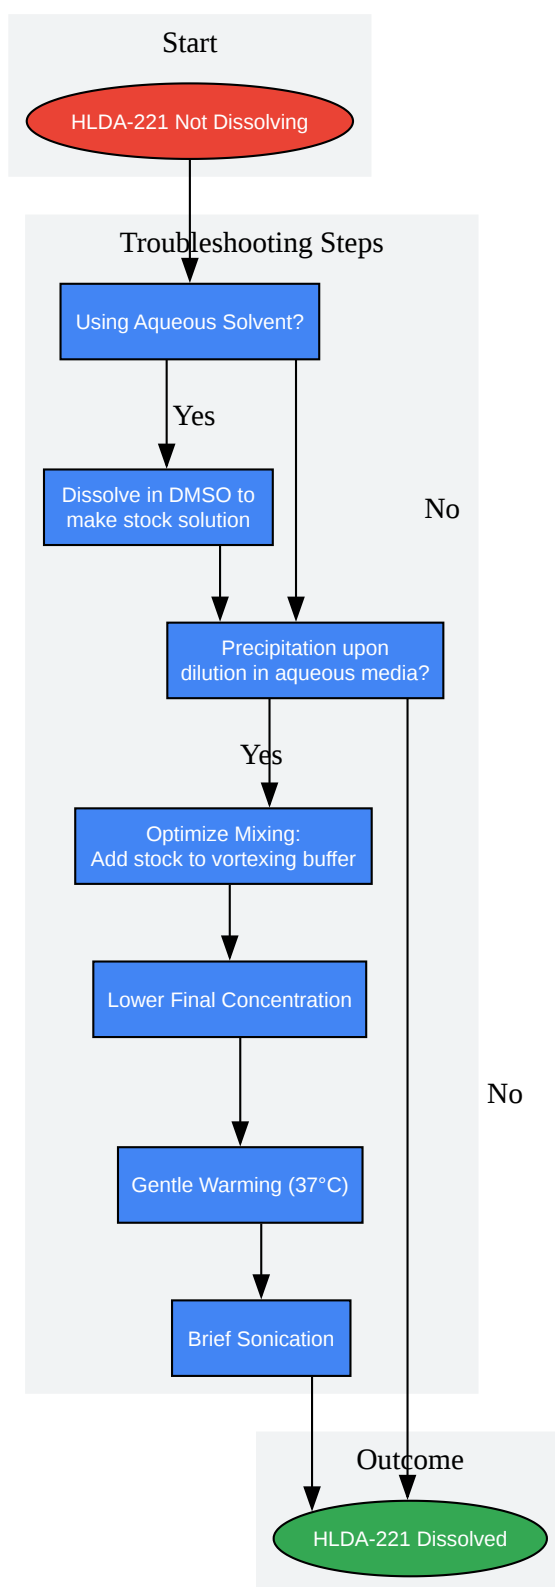 Start
HLDA-221 Not Dissolving
Troubleshooting Steps
Using Aqueous Solvent?
Yes
Dissolve in DMSO to
make stock solution
No
Precipitation upon
dilution in aqueous media?
Yes
Optimize Mixing:
Add stock to vortexing buffer
Lower Final Concentration
No
Gentle Warming (37°C)
Brief Sonication
Outcome
HLDA-221 Dissolved